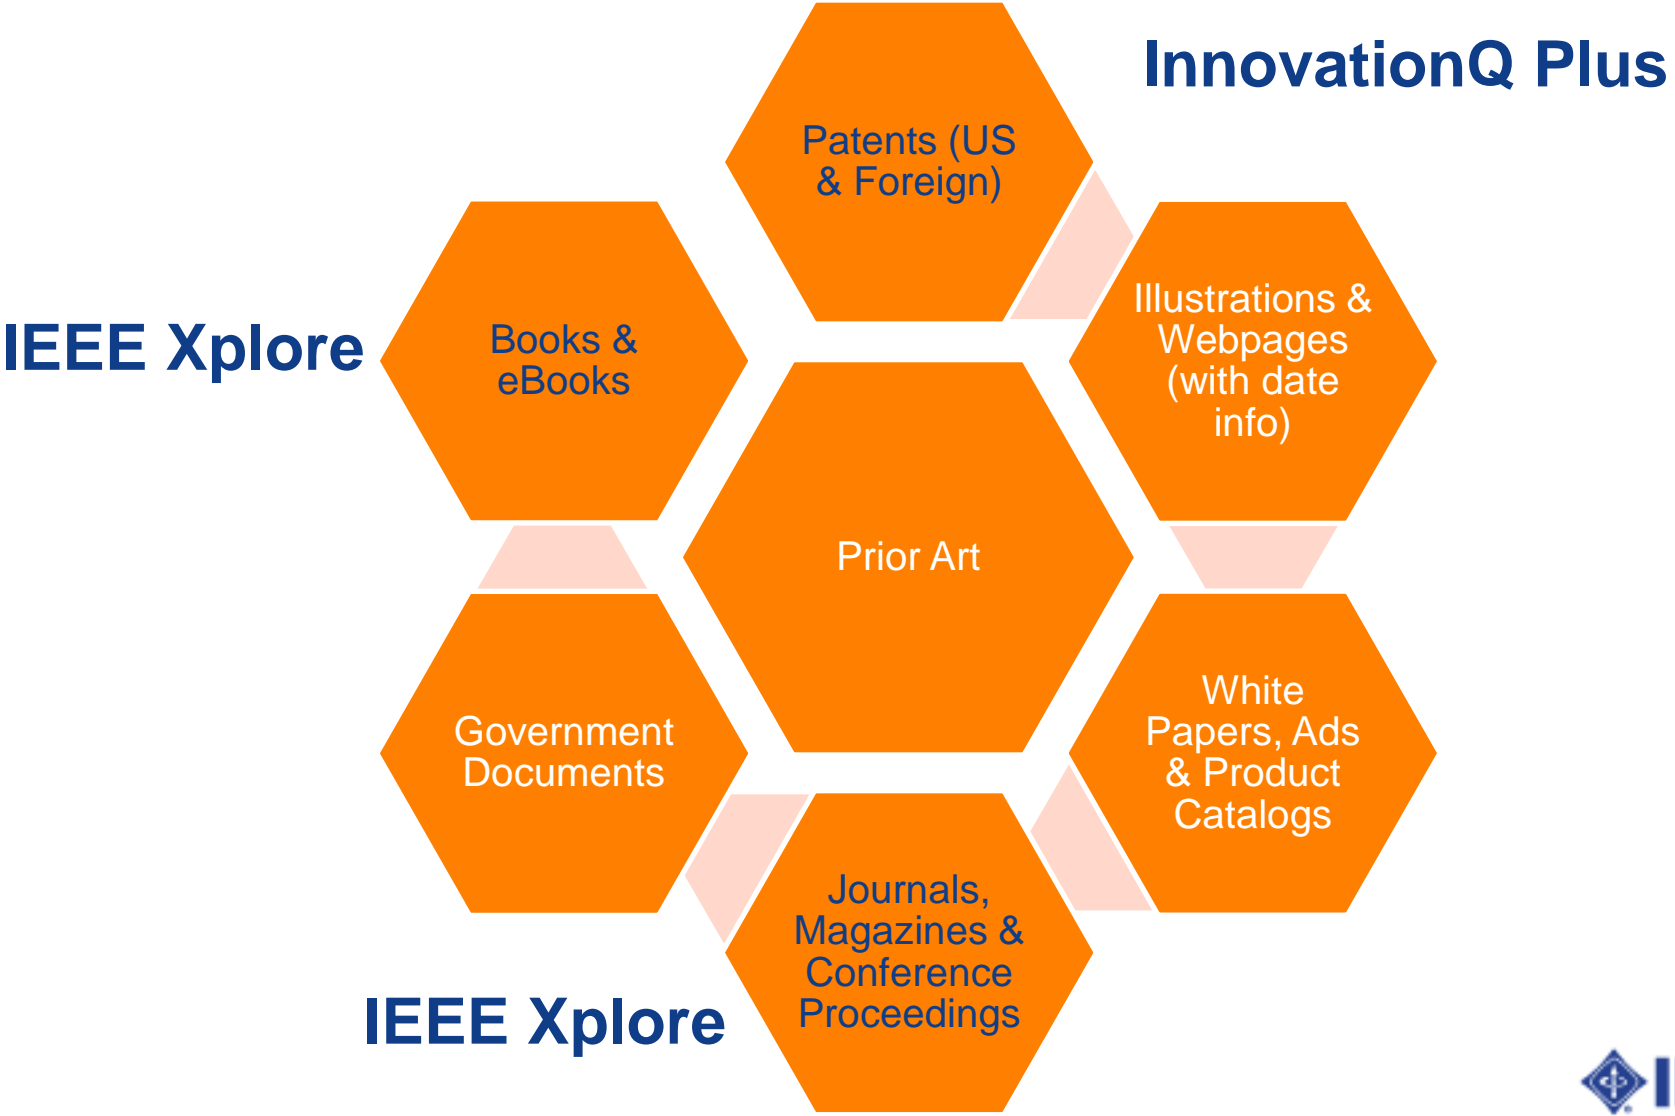 InnovationQ Plus
Patents (US
& Foreign)
Illustrations &
Webpages
(with date
info)
IEEE Xplore
Books &
eBooks
Prior Art
White
Papers, Ads
& Product
Catalogs
Government
Documents
Journals,
Magazines &
Conference
Proceedings
IEEE Xplore